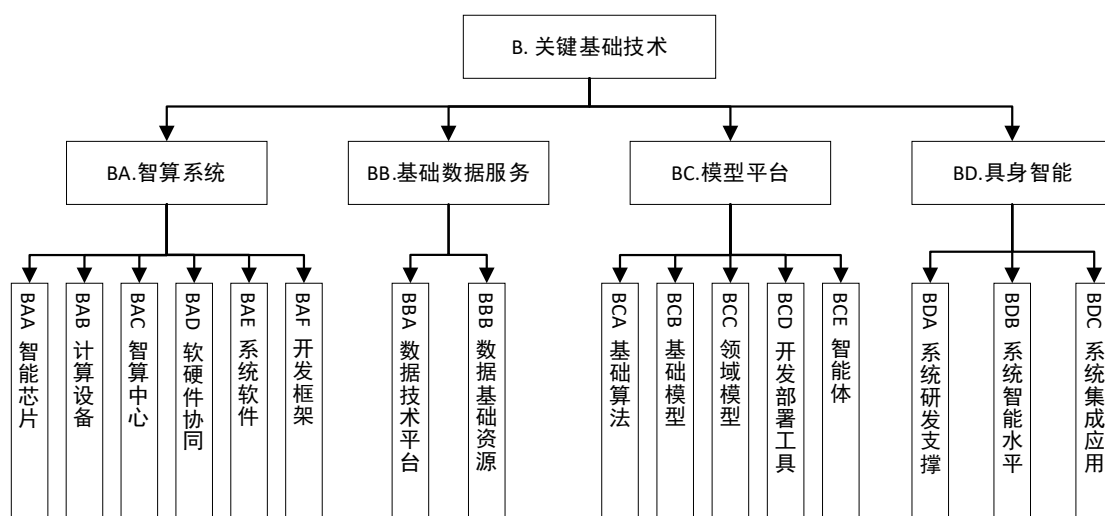 B. 关键基础技术
BA.智算系统
BB.基础数据服务
BC.模型平台
BD.具身智能
BAA 智能芯片
BAB 计算设备
BAC 智算中心
BAD 软硬件协同
BAE 系统软件
BAF 开发框架
BBA 数据技术平台
BBB 数据基础资源
BCA 基础算法
BCB 基础模型
BCC 领域模型
BCD 开发部署工具
BCE 智能体
BDA 系统研发支撑
BDB 系统智能水平
BDC 系统集成应用